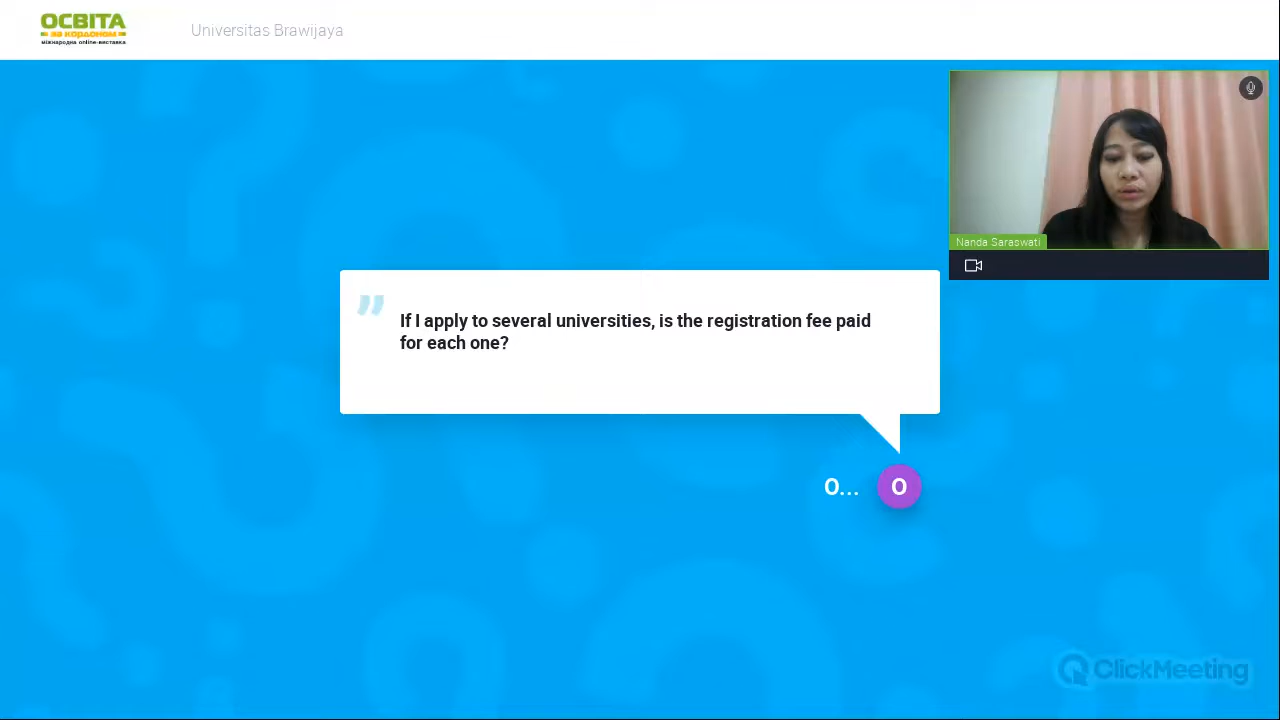 ОСВІТА
за кордоном
міжнародна online-виставка
Universitas Brawijaya
Nanda Saraswati
If I apply to several universities, is the registration fee paid
for each one?
O...
O
ClickMeeting